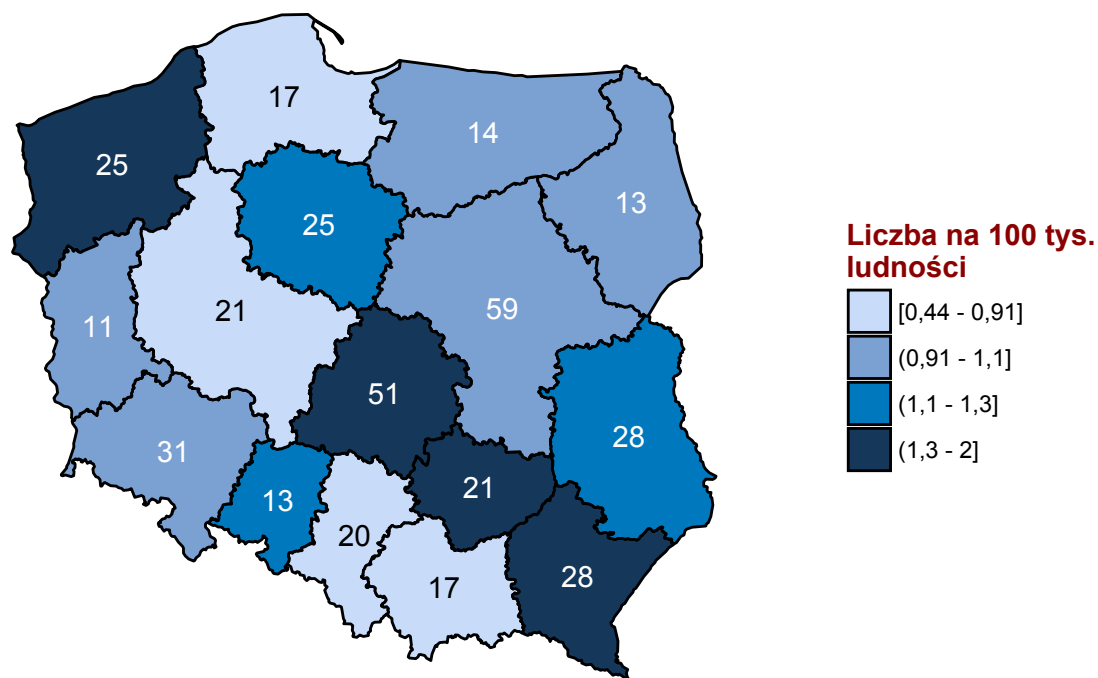 17
14
25
13
25
59
21
11
51
28
31
21
13
20
28
17
Liczba na 100 tys.
ludności
[0,44 - 0,91]
(0,91 - 1,1]
(1,1 - 1,3]
(1,3 - 2]